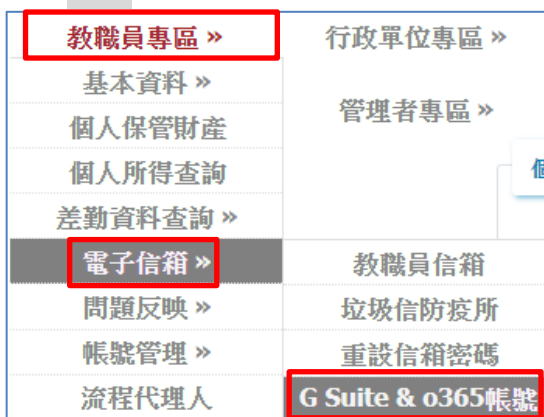 教職員專區 »
行政單位專區 »
基本資料 »
管理者專區 »
個人保管財產
個人所得查詢
差勤資料查詢 »
電子信箱 »
教職員信箱
問題反映 »
垃圾信防疫所
帳號管理 »
重設信箱密碼
流程代理人
G Suite & o365帳號